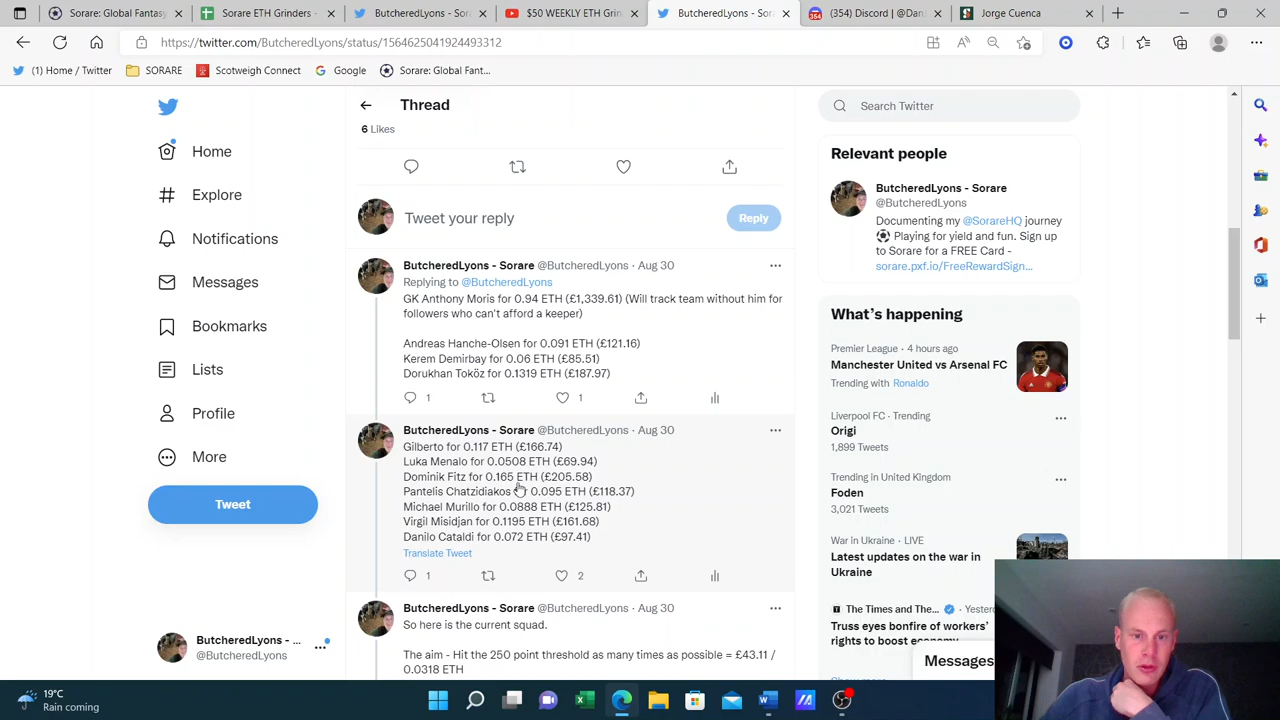 Sorare: Global Fantasy
Sorare ETH Grinders -
ButcheredLyons - Sora
$50 WEEKLY ETH Grin
ButcheredLyons - Sora
(354) Discord | @Dan
Jorge Cuenca
https://twitter.com/ButcheredLyons/status/1564625041924493312
(1) Home / Twitter
SORARE
Scotweigh Connect
Google
Sorare: Global Fant...
Home
Explore
Notifications
Messages
Bookmarks
Lists
Profile
More
Tweet
ButcheredLyons - ...
@ButcheredLyons
Thread
6 Likes
Tweet your reply
Reply
ButcheredLyons - Sorare @ButcheredLyons · Aug 30
Replying to @ButcheredLyons
GK Anthony Moris for 0.94 ETH (£1,339.61) (Will track team without him for
followers who can't afford a keeper)
Andreas Hanche-Olsen for 0.091 ETH (£121.16)
Kerem Demirbay for 0.06 ETH (£85.51)
Dorukhan Toköz for 0.1319 ETH (£187.97)
1 1
ButcheredLyons - Sorare @ButcheredLyons · Aug 30
Gilberto for 0.117 ETH (£166.74)
Luka Menalo for 0.0508 ETH (£69.94)
Dominik Fitz for 0.165 ETH (£205.58)
Pantelis Chatzidiakos 0.095 ETH (£118.37)
Michael Murillo for 0.0888 ETH (£125.81)
Virgil Misidjan for 0.1195 ETH (£161.68)
Danilo Cataldi for 0.072 ETH (£97.41)
Translate Tweet
1 2
ButcheredLyons - Sorare @ButcheredLyons · Aug 30
So here is the current squad.
The aim - Hit the 250 point threshold as many times as possible = £43.11 /
0.0318 ETH
Search Twitter
Relevant people
ButcheredLyons - Sorare
@ButcheredLyons
Documenting my @SorareHQ journey
⚽ Playing for yield and fun. Sign up
to Sorare for a FREE Card -
sorare.pxf.io/FreeRewardSign...
What's happening
Premier League · 4 hours ago
Manchester United vs Arsenal FC
Trending with Ronaldo
Liverpool FC · Trending
Origi
1,899 Tweets
Trending in United Kingdom
Foden
3,021 Tweets
War in Ukraine · LIVE
Latest updates on the war in
Ukraine
The Times and The... · Yesterd
Truss eyes bonfire of workers'
rights to boost economy
Messages
19°C
Rain coming